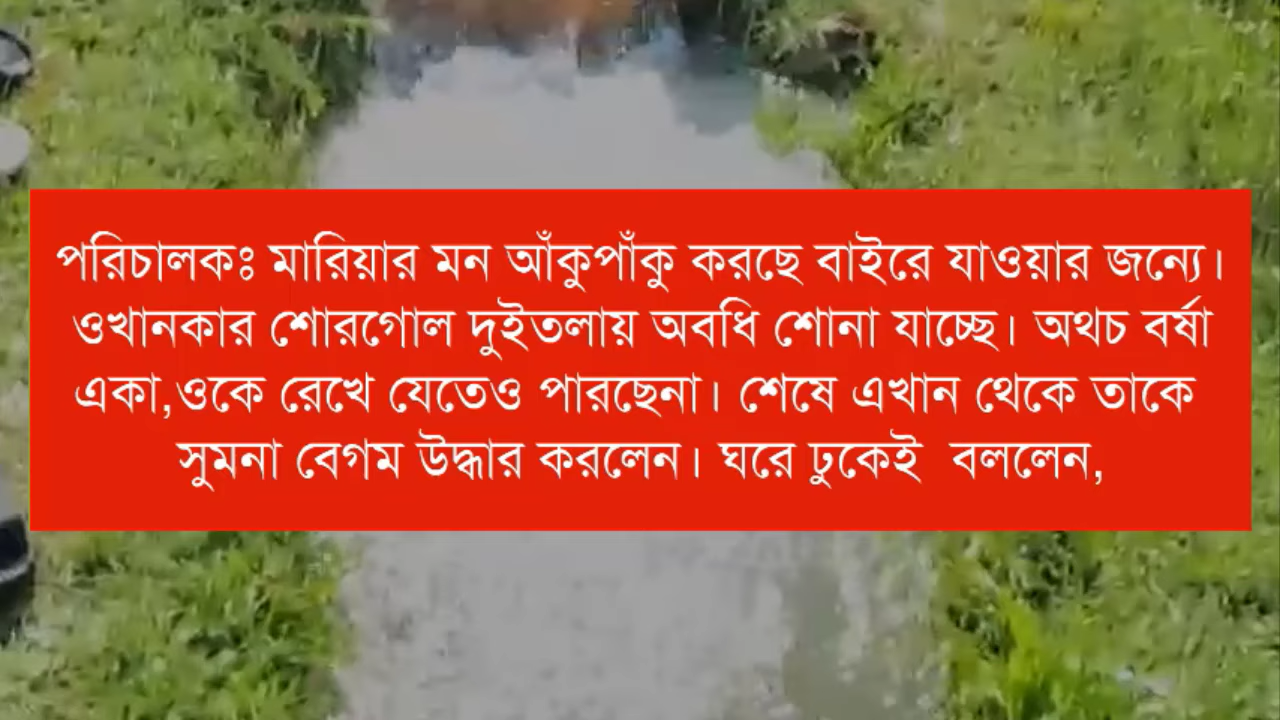 পরিচালকঃ মারিয়ার মন আঁকুপাঁকু করছে বাইরে যাওয়ার জন্যে।
ওখানকার শোরগোল দুইতলায় অবধি শোনা যাচ্ছে। অথচ বর্ষা
একা,ওকে রেখে যেতেও পারছেনা। শেষে এখান থেকে তাকে
সুমনা বেগম উদ্ধার করলেন। ঘরে ঢুকেই  বললেন,